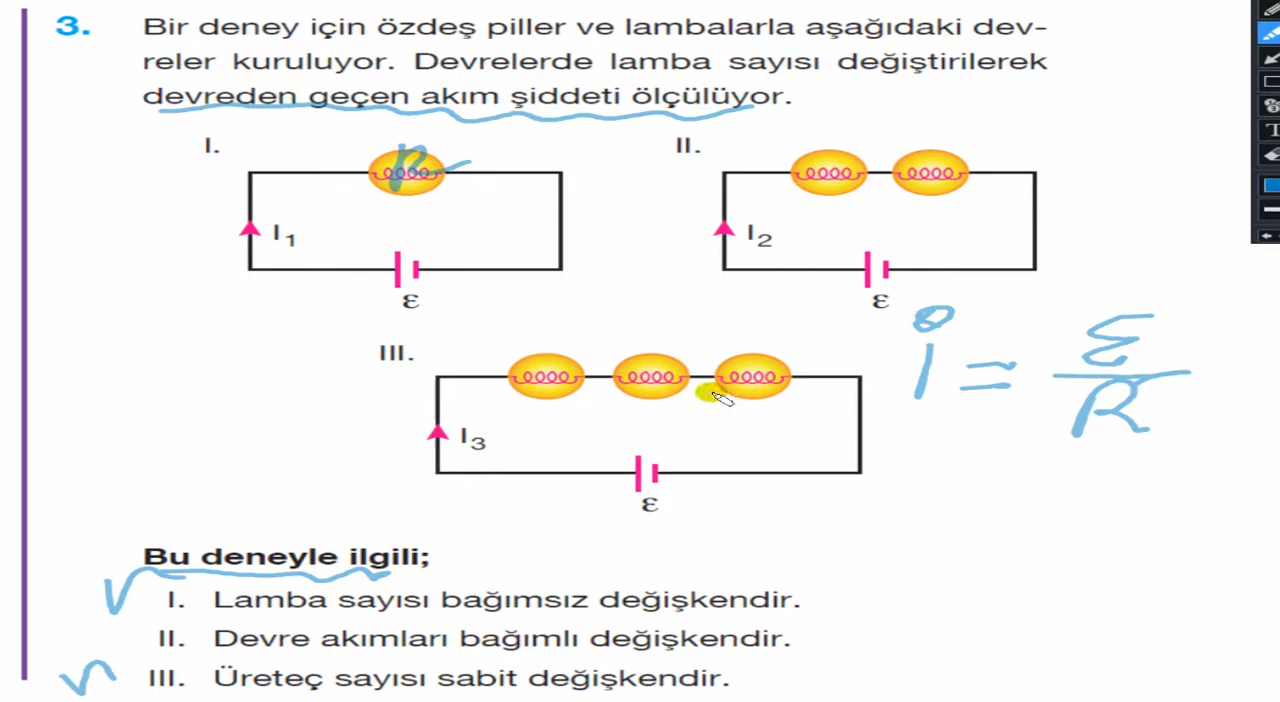 3. Bir deney için özdeş piller ve lambalarla aşağıdaki dev-
reler kuruluyor. Devrelerde lamba sayısı değiştirilerek
devreden geçen akım şiddeti ölçülüyor.
I.
R
I₁
ε
II.
I₂
ε
III.
I₃
ε
i = ε/R
Bu deneyle ilgili;
I. Lamba sayısı bağımsız değişkendir.
II. Devre akımları bağımlı değişkendir.
III. Üreteç sayısı sabit değişkendir.